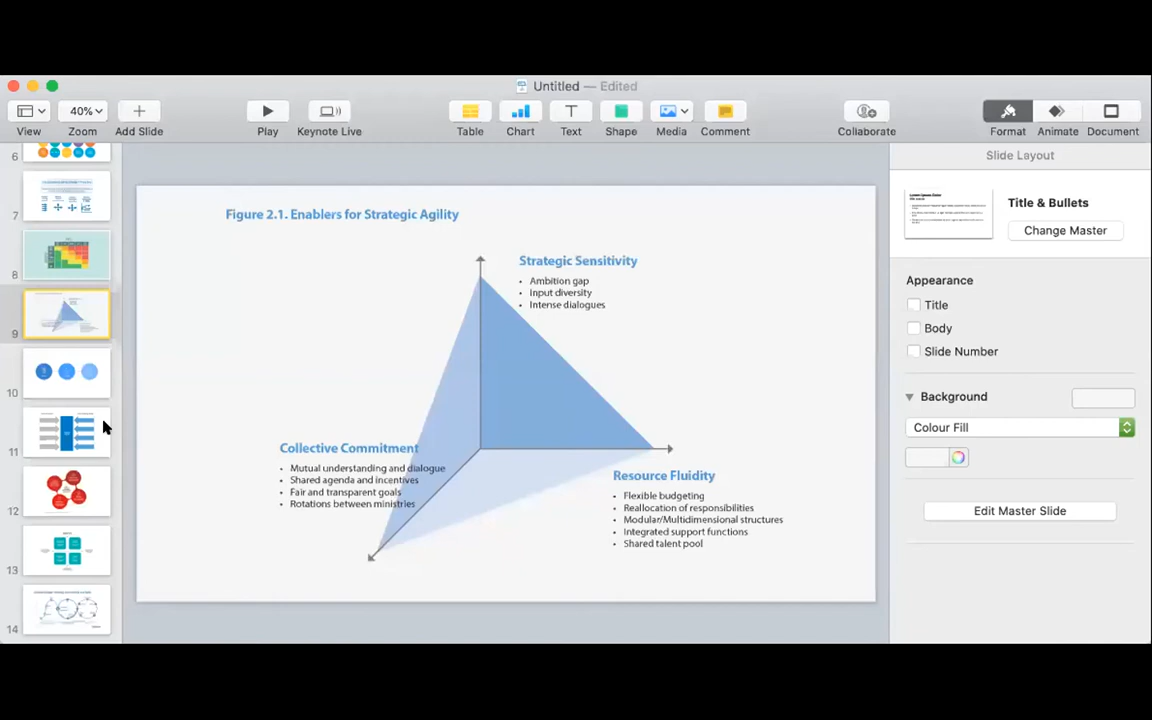 Untitled — Edited
40%
View
Zoom
Add Slide
Play
Keynote Live
Table
Chart
Text
Shape
Media
Comment
Collaborate
Format
Animate
Document
6
7
8
9
10
11
12
13
14
Figure 2.1. Enablers for Strategic Agility
Strategic Sensitivity
• Ambition gap
• Input diversity
• Intense dialogues
Collective Commitment
• Mutual understanding and dialogue
• Shared agenda and incentives
• Fair and transparent goals
• Rotations between ministries
Resource Fluidity
• Flexible budgeting
• Reallocation of responsibilities
• Modular/Multidimensional structures
• Integrated support functions
• Shared talent pool
Slide Layout
Title & Bullets
Change Master
Appearance
Title
Body
Slide Number
Background
Colour Fill
Edit Master Slide